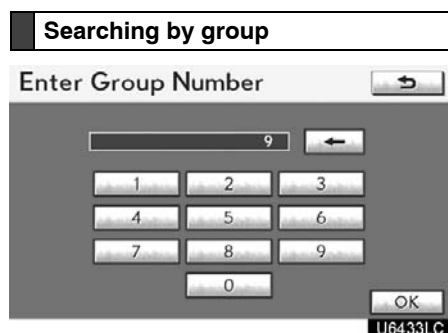 Searching by group
Enter Group Number
9
1 2 3
4 5 6
7 8 9
0
OK
U6433LC